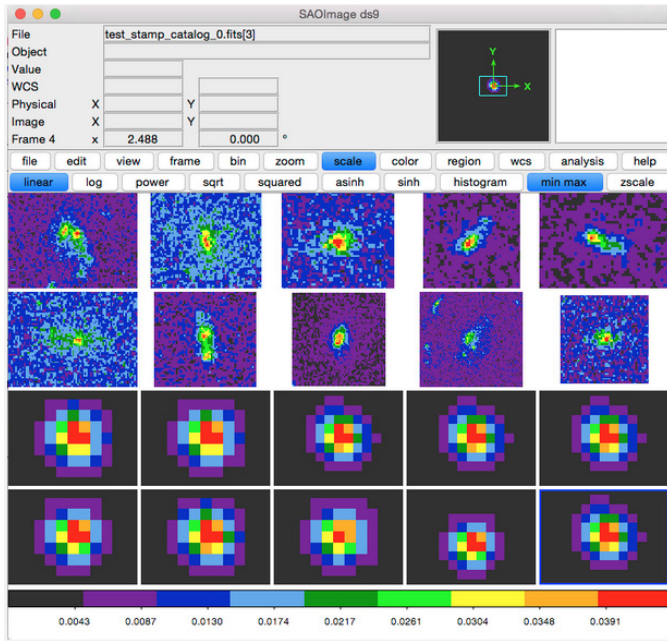 SAOImage ds9
File test_stamp_catalog_0.fits[3]
Object
Value
WCS
Physical X Y
Image X Y
Frame 4 x 2.488 0.000 °
Y
X
file edit view frame bin zoom scale color region wcs analysis help
linear log power sqrt squared asinh sinh histogram min max zscale
0.0043 0.0087 0.0130 0.0174 0.0217 0.0261 0.0304 0.0348 0.0391